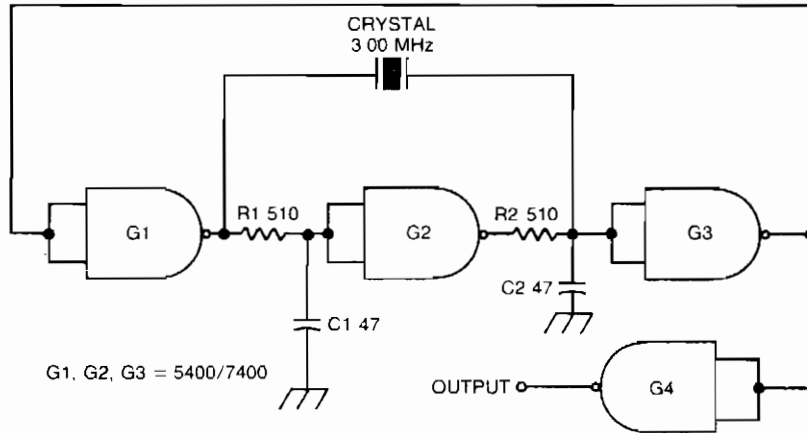 CRYSTAL
3 00 MHz
G1
R1 510
G2
R2 510
G3
C1 47
C2 47
G1, G2, G3 = 5400/7400
OUTPUT
G4